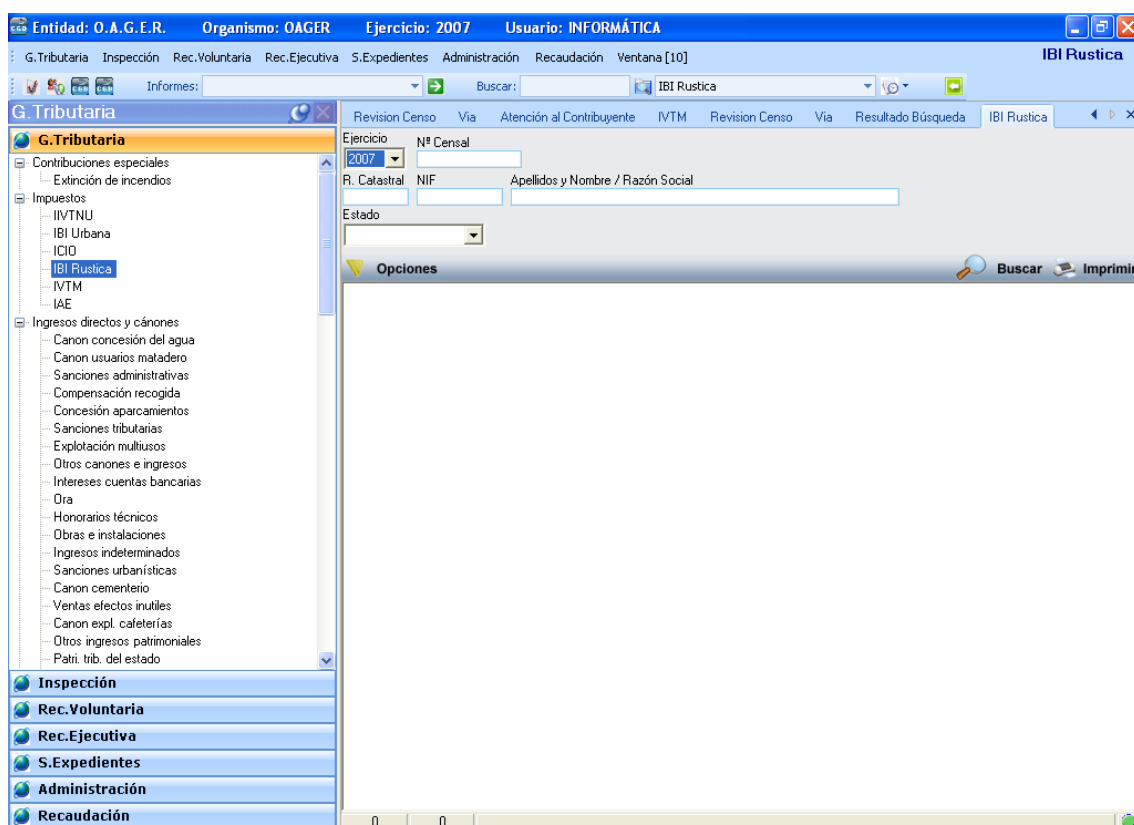 Entidad: O.A.G.E.R. Organismo: OAGER Ejercicio: 2007 Usuario: INFORMÁTICA
G.Tributaria Inspección Rec.Voluntaria Rec.Ejecutiva S.Expedientes Administración Recaudación Ventana [10] IBI Rustica
Informes: Buscar: IBI Rustica
G.Tributaria
Revision Censo Via Atención al Contribuyente IVTM Revision Censo Via Resultado Búsqueda IBI Rustica
G.Tributaria
Contribuciones especiales
Extinción de incendios
Impuestos
IIVTNU
IBI Urbana
ICIO
IBI Rustica
IVTM
IAE
Ingresos directos y cánones
Canon concesión del agua
Canon usuarios matadero
Sanciones administrativas
Compensación recogida
Concesión aparcamientos
Sanciones tributarias
Explotación multiusos
Otros canones e ingresos
Intereses cuentas bancarias
Ora
Honorarios técnicos
Obras e instalaciones
Ingresos indeterminados
Sanciones urbanísticas
Canon cementerio
Ventas efectos inutiles
Canon expl. cafeterías
Otros ingresos patrimoniales
Patri. trib. del estado
Inspección
Rec.Voluntaria
Rec.Ejecutiva
S.Expedientes
Administración
Recaudación
Ejercicio Nº Censal
2007
R. Catastral NIF Apellidos y Nombre / Razón Social
Estado
Opciones Buscar Imprimir
0 0